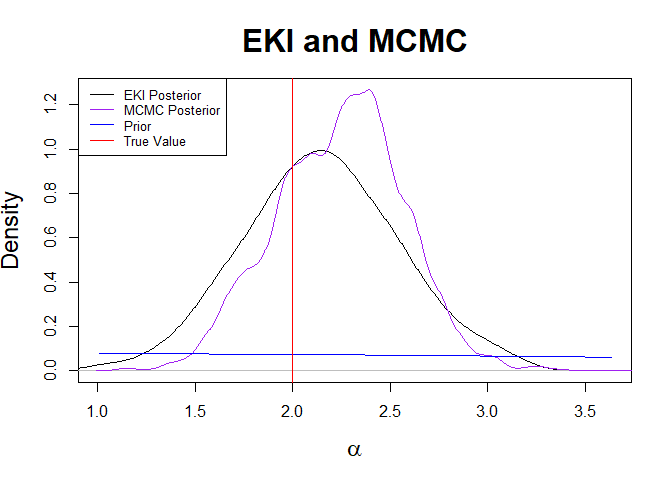 EKI and MCMC
EKI Posterior
MCMC Posterior
Prior
True Value
Density
0.0
0.2
0.4
0.6
0.8
1.0
1.2
1.0
1.5
2.0
2.5
3.0
3.5
α